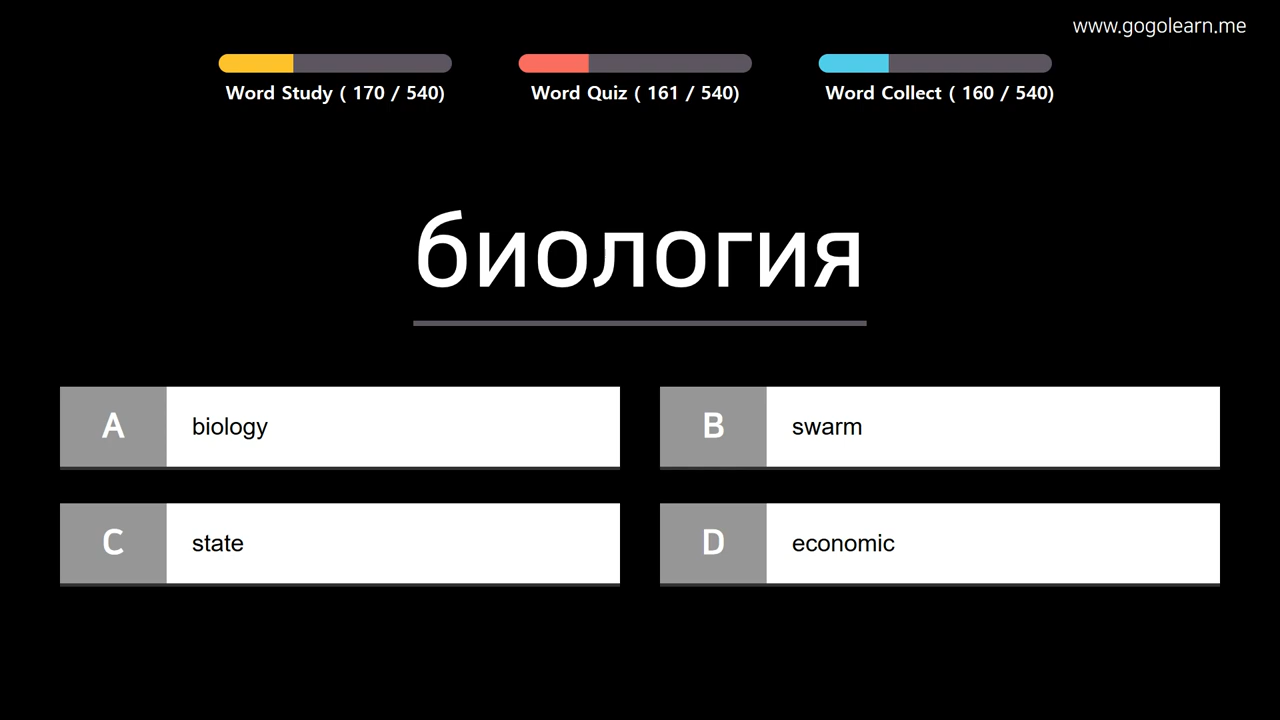 www.gogolearn.me
Word Study ( 170 / 540)
Word Quiz ( 161 / 540)
Word Collect ( 160 / 540)
биология
A biology
B swarm
C state
D economic